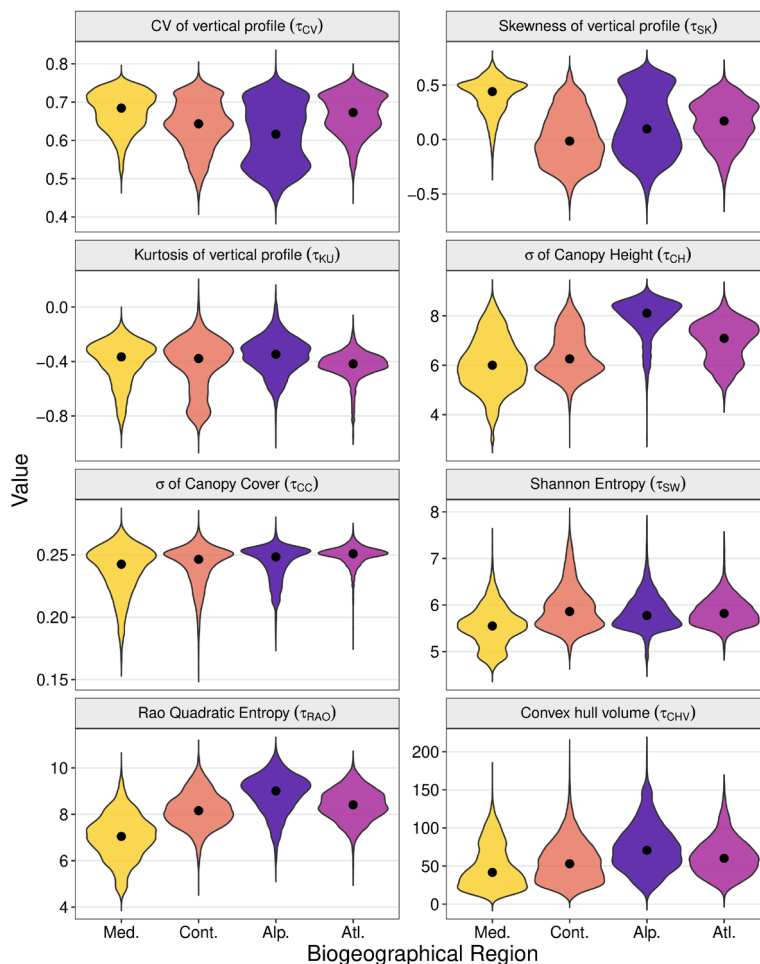 CV of vertical profile (τCV)
Skewness of vertical profile (τSK)
0.8
0.7
0.6
0.5
0.4
0.5
0.0
−0.5
Kurtosis of vertical profile (τKU)
σ of Canopy Height (τCH)
0.0
−0.4
−0.8
8
6
4
σ of Canopy Cover (τCC)
Shannon Entropy (τSW)
0.25
0.20
0.15
8
7
6
5
Rao Quadratic Entropy (τRAO)
Convex hull volume (τCHV)
10
8
6
4
200
150
100
50
0
Med. Cont. Alp. Atl.
Med. Cont. Alp. Atl.
Value
Biogeographical Region